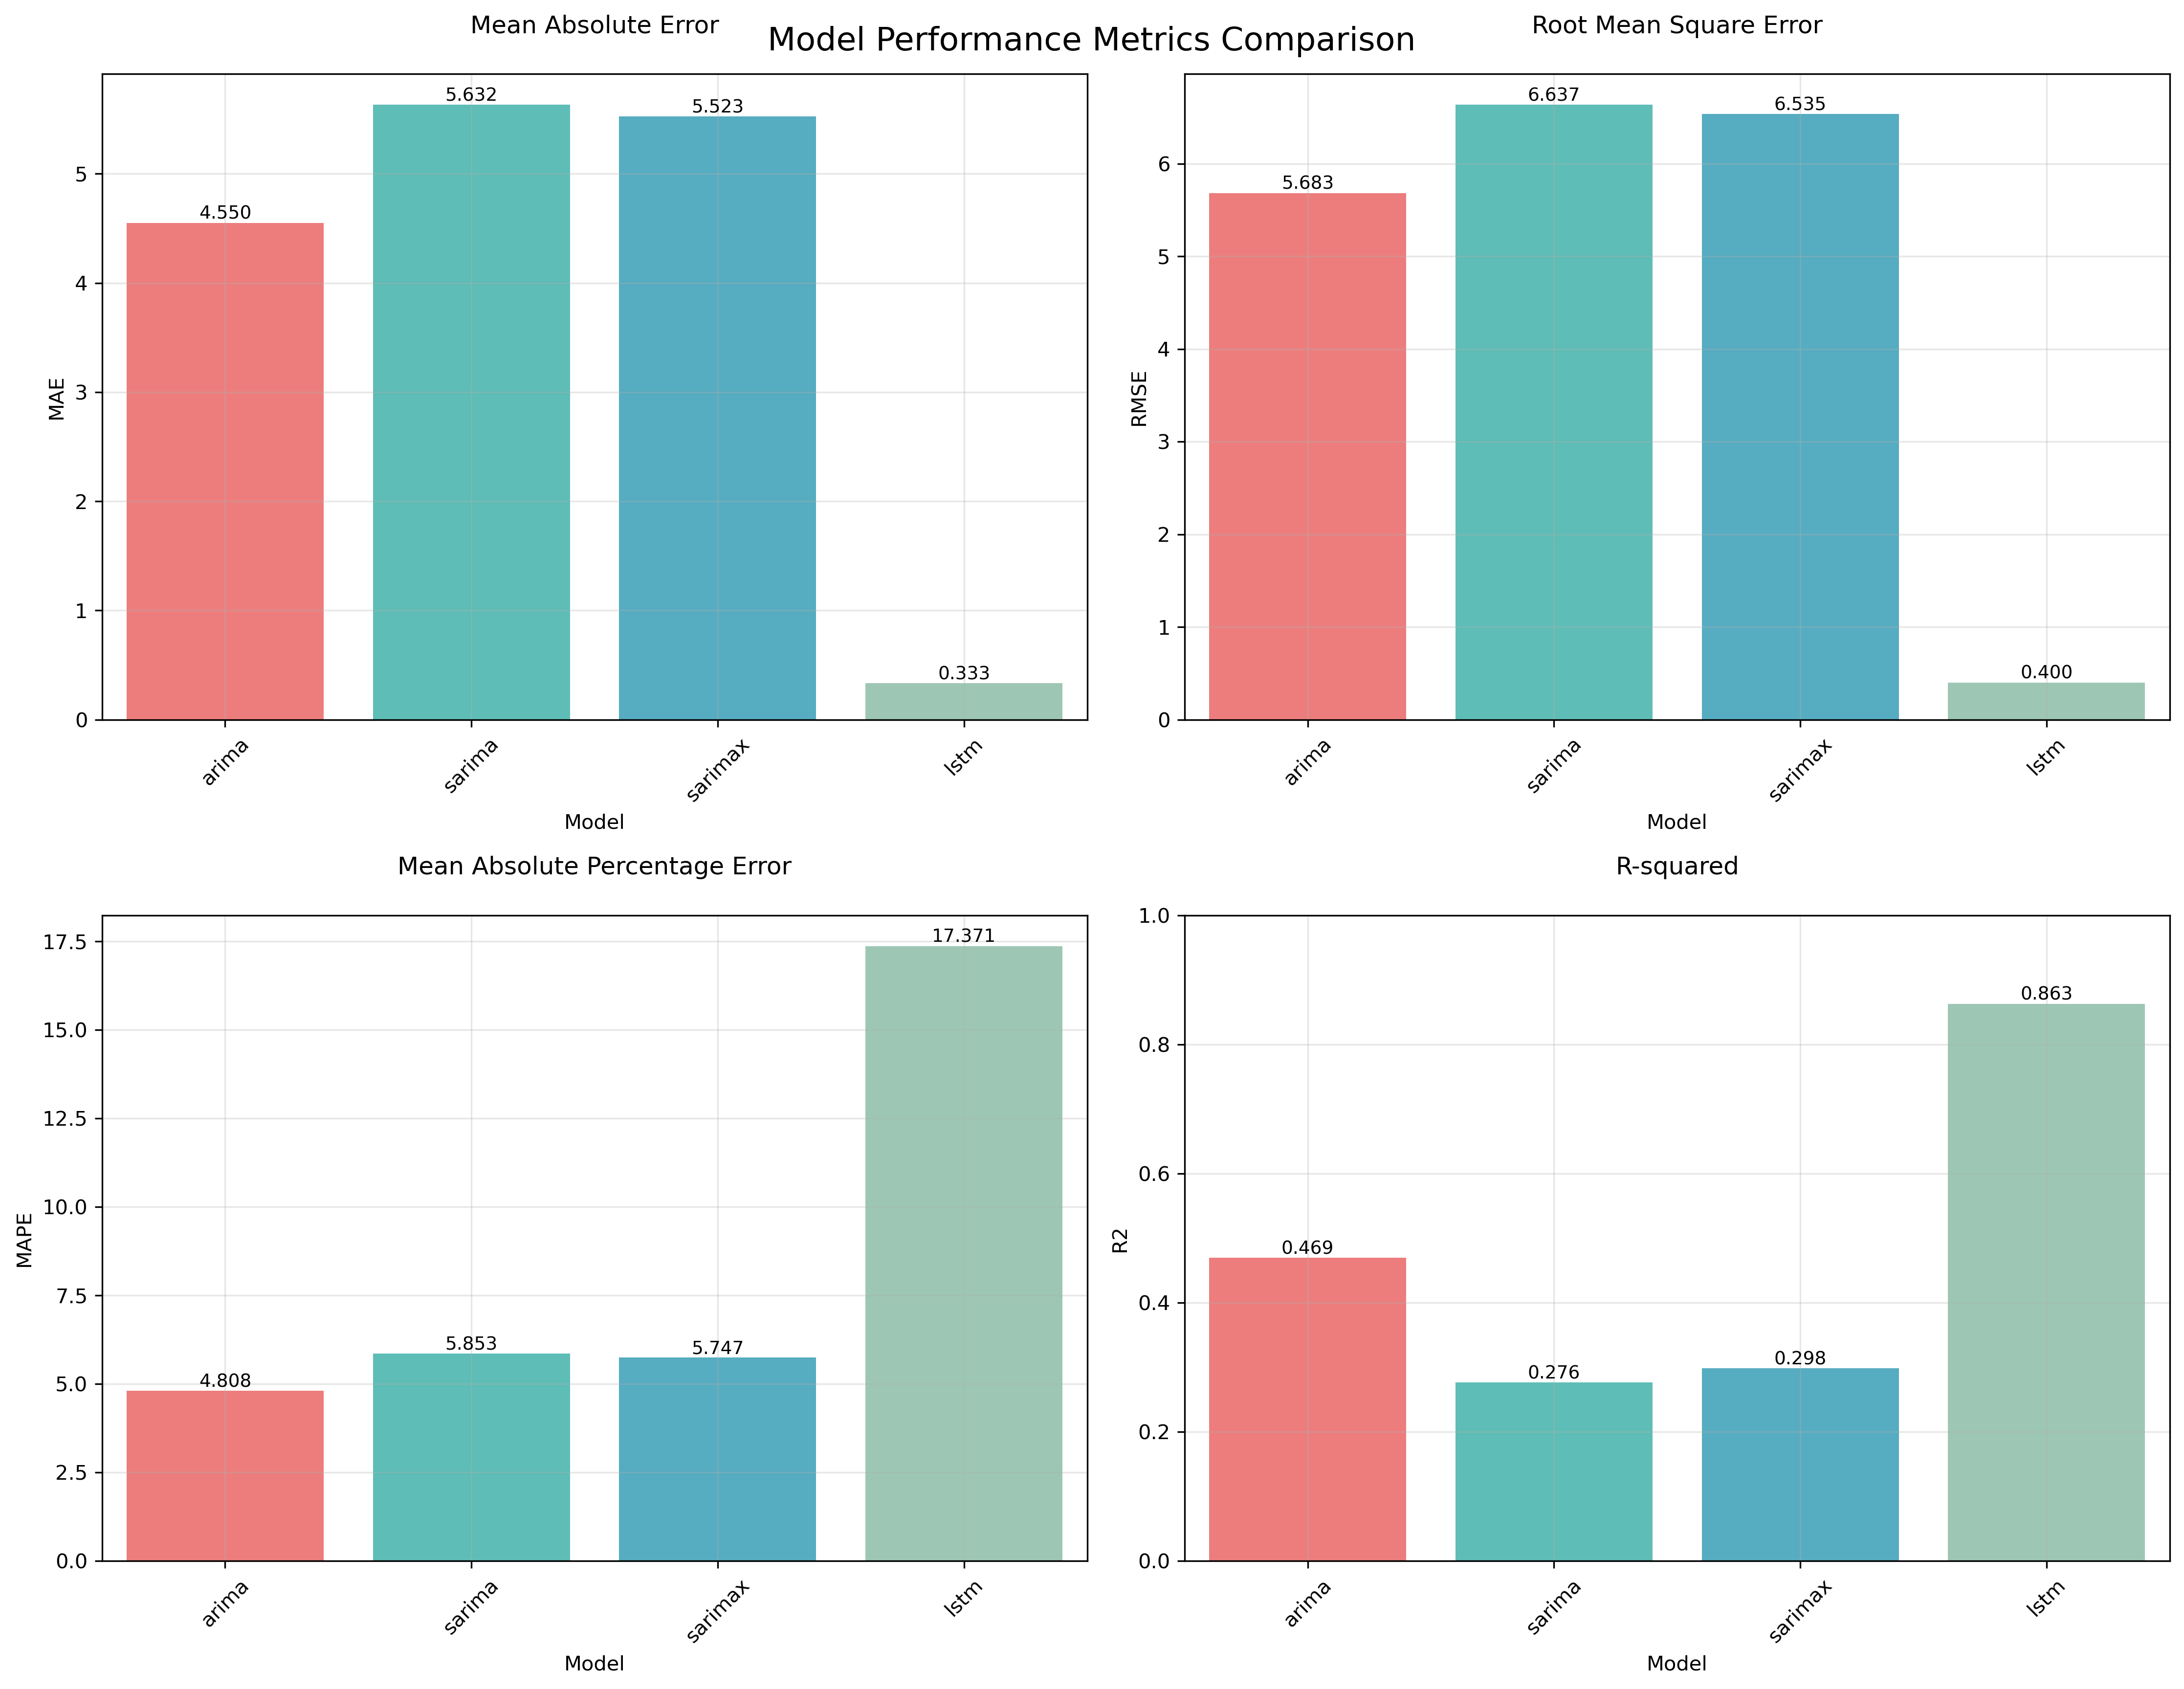 Model Performance Metrics Comparison
Mean Absolute Error
5.632
5.523
4.550
0.333
5
4
3
2
1
0
MAE
arima
sarima
sarimax
lstm
Model
Root Mean Square Error
6.637
6.535
5.683
0.400
6
5
4
3
2
1
0
RMSE
arima
sarima
sarimax
lstm
Model
Mean Absolute Percentage Error
17.371
5.853
5.747
4.808
17.5
15.0
12.5
10.0
7.5
5.0
2.5
0.0
MAPE
arima
sarima
sarimax
lstm
Model
R-squared
0.863
0.469
0.276
0.298
1.0
0.8
0.6
0.4
0.2
0.0
R2
arima
sarima
sarimax
lstm
Model